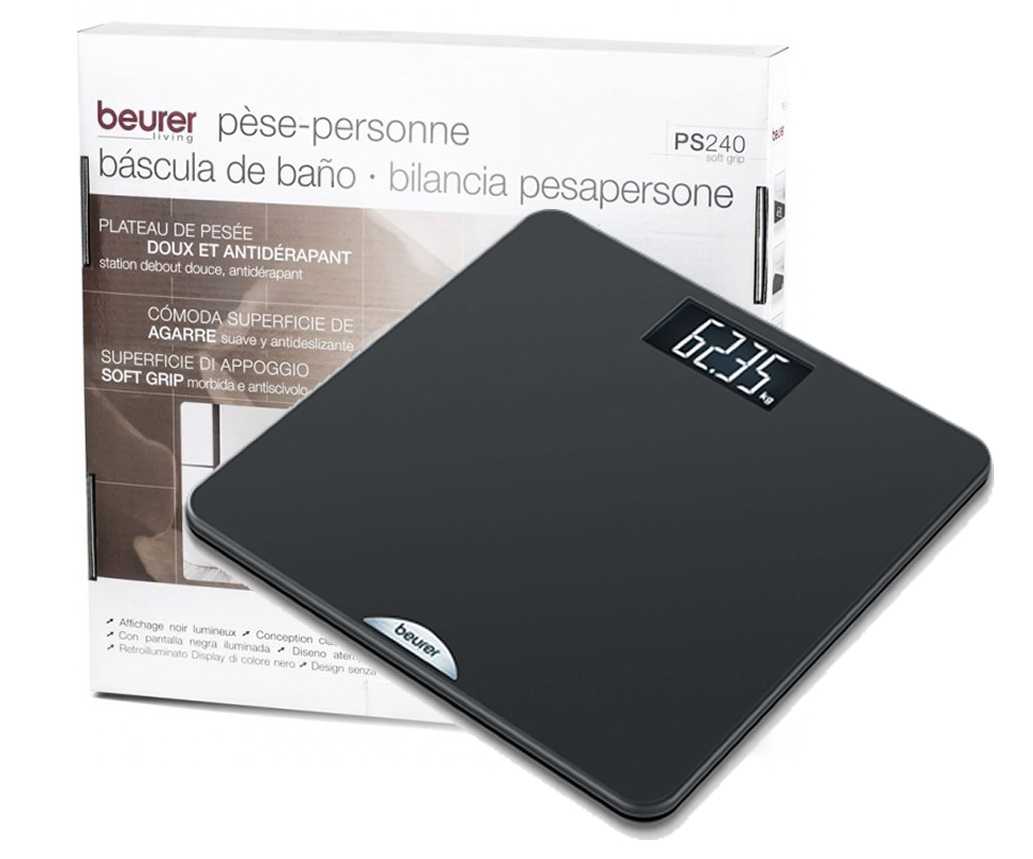 beurer pèse-personne
living
PS240
soft grip
báscula de baño · bilancia pesapersone
PLATEAU DE PESÉE
DOUX ET ANTIDÉRAPANT
station debout douce, antidérapant
CÓMODA SUPERFICIE DE
AGARRE suave y antideslizante
SUPERFICIE DI APPOGGIO
SOFT GRIP morbida e antiscivolo
62.35
kg
beurer
Affichage noir lumineux Conception
Con pantalla negra iluminada Diseno
Retroilluminato Display di colore nero Design senza